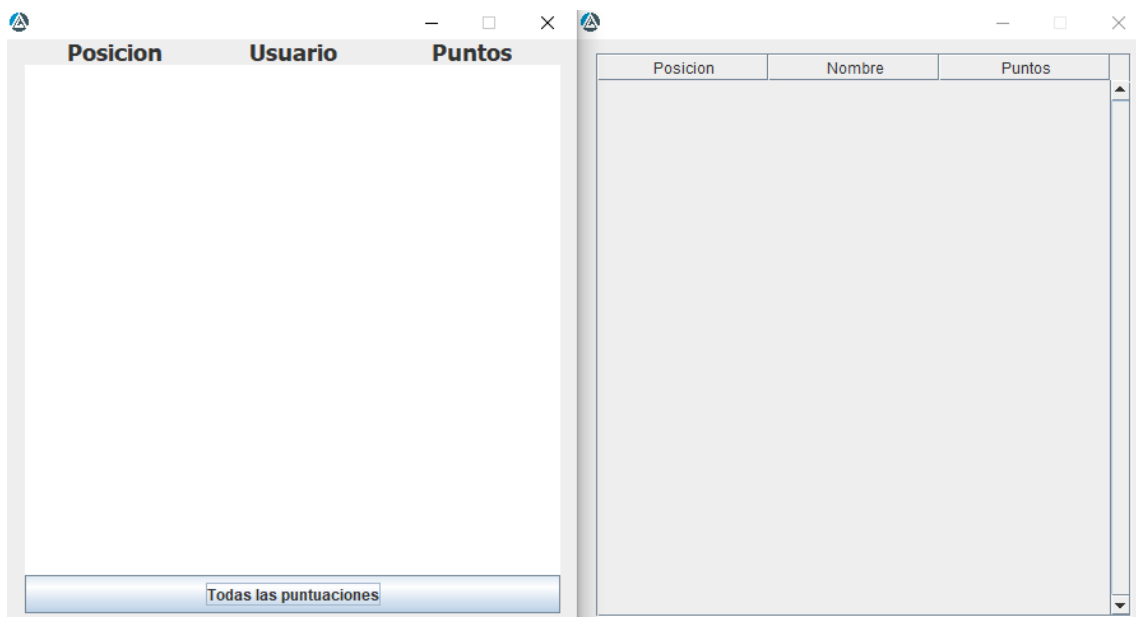 Posicion Usuario Puntos
Posicion Nombre Puntos
Todas las puntuaciones